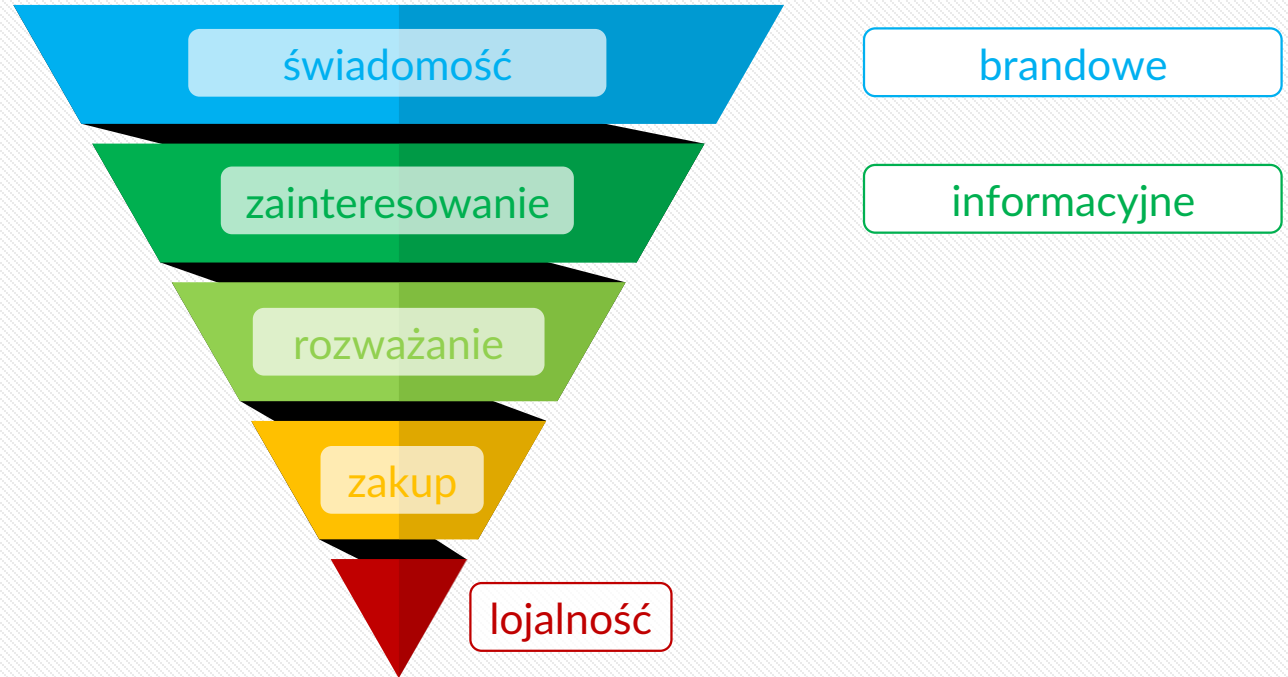 świadomość
brandowe
zainteresowanie
informacyjne
rozważanie
zakup
lojalność